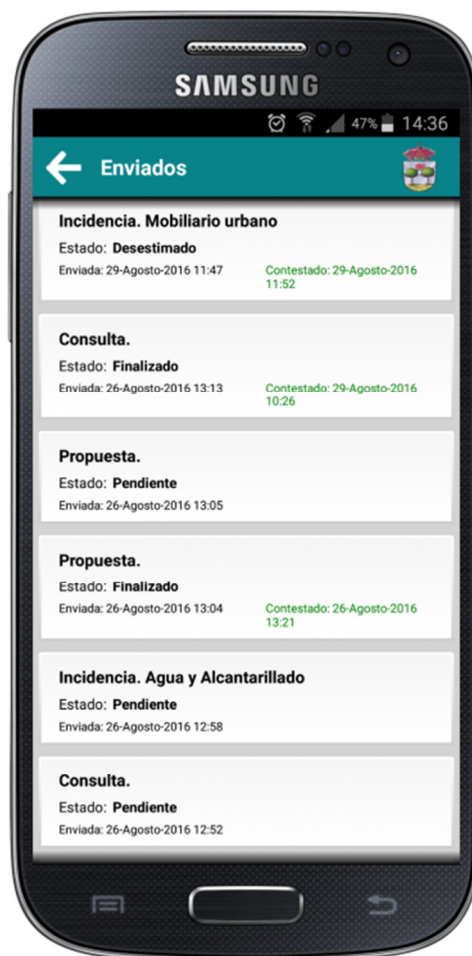 SAMSUNG
47% 14:36
Enviados
Incidencia. Mobiliario urbano
Estado: Desestimado
Enviada: 29-Agosto-2016 11:47 Contestado: 29-Agosto-2016
11:52
Consulta.
Estado: Finalizado
Enviada: 26-Agosto-2016 13:13 Contestado: 29-Agosto-2016
10:26
Propuesta.
Estado: Pendiente
Enviada: 26-Agosto-2016 13:05
Propuesta.
Estado: Finalizado
Enviada: 26-Agosto-2016 13:04 Contestado: 26-Agosto-2016
13:21
Incidencia. Agua y Alcantarillado
Estado: Pendiente
Enviada: 26-Agosto-2016 12:58
Consulta.
Estado: Pendiente
Enviada: 26-Agosto-2016 12:52